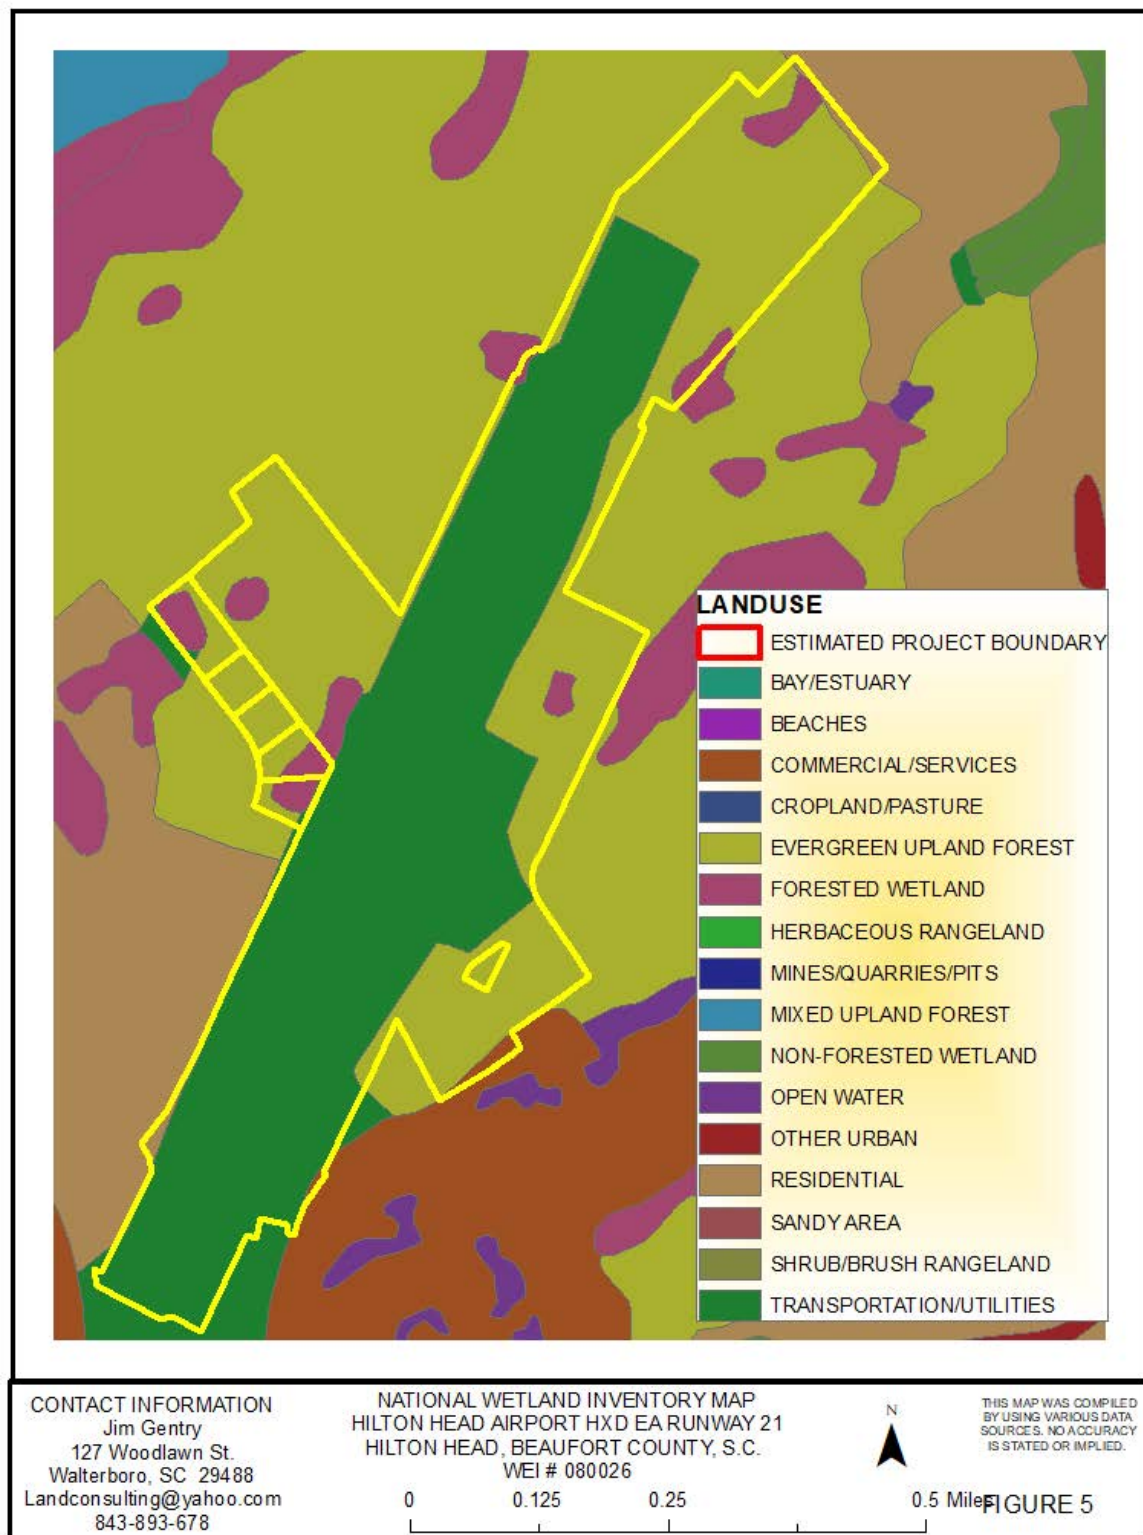 LANDUSE
ESTIMATED PROJECT BOUNDARY
BAY/ESTUARY
BEACHES
COMMERCIAL/SERVICES
CROPLAND/PASTURE
EVERGREEN UPLAND FOREST
FORESTED WETLAND
HERBACEOUS RANGELAND
MINES/QUARRIES/PITS
MIXED UPLAND FOREST
NON-FORESTED WETLAND
OPEN WATER
OTHER URBAN
RESIDENTIAL
SANDY AREA
SHRUB/BRUSH RANGELAND
TRANSPORTATION/UTILITIES
CONTACT INFORMATION
Jim Gentry
127 Woodlawn St.
Walterboro, SC 29488
Landconsulting@yahoo.com
843-893-678
NATIONAL WETLAND INVENTORY MAP
HILTON HEAD AIRPORT HXD EA RUNWAY 21
HILTON HEAD, BEAUFORT COUNTY, S.C.
WEI # 080026
0 0.125 0.25 0.5 Miles
N
THIS MAP WAS COMPILED
BY USING VARIOUS DATA
SOURCES. NO ACCURACY
IS STATED OR IMPLIED.
FIGURE 5